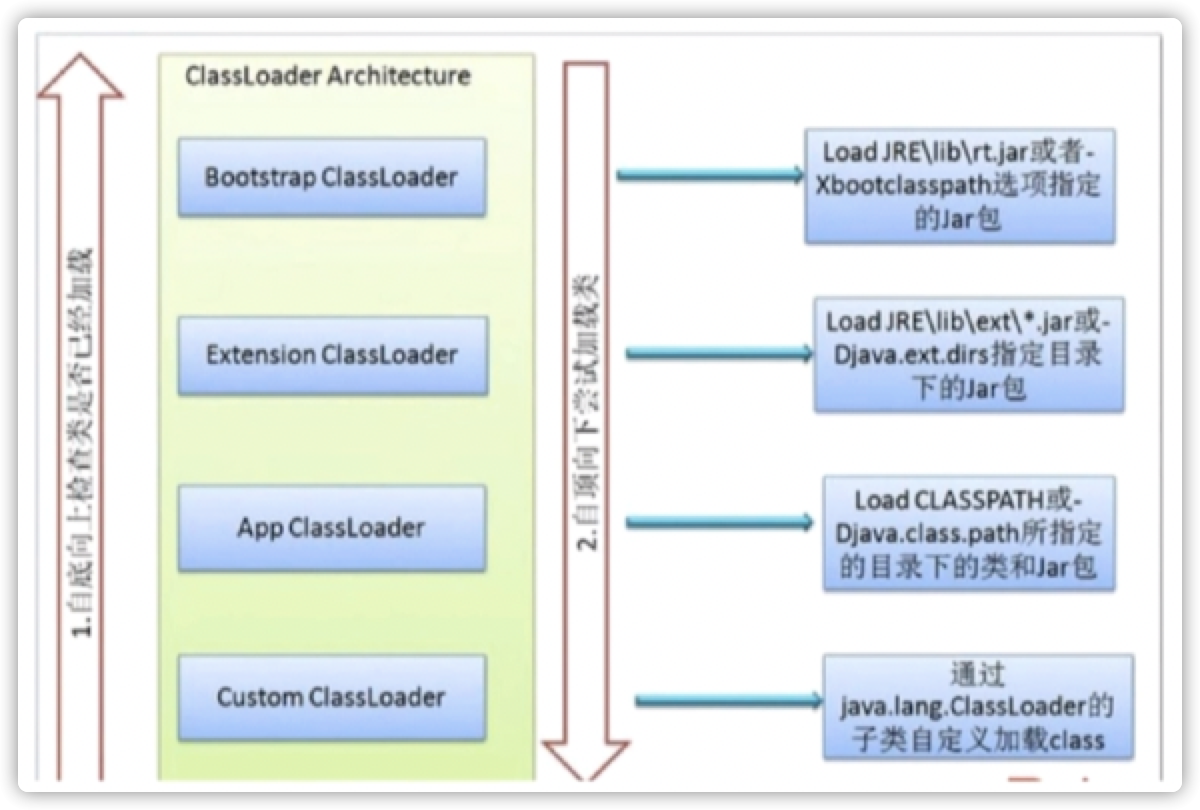 ClassLoader Architecture
1.自底向上检查类是否已经加载
2.自顶向下尝试加载类
Bootstrap ClassLoader
Load JRE\lib\rt.jar或者-
Xbootclasspath选项指定
的Jar包
Extension ClassLoader
Load JRE\lib\ext\*.jar或-
Djava.ext.dirs指定目录
下的Jar包
App ClassLoader
Load CLASSPATH或-
Djava.class.path所指定
的目录下的类和Jar包
Custom ClassLoader
通过
java.lang.ClassLoader的
子类自定义加载class